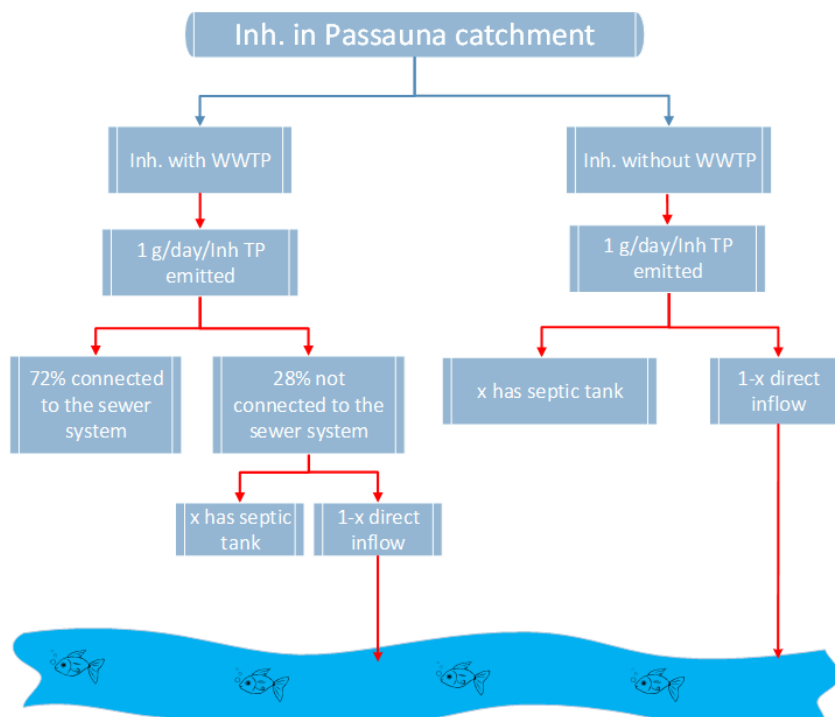 Inh. in Passauna catchment
Inh. with WWTP
Inh. without WWTP
1 g/day/Inh TP
emitted
1 g/day/Inh TP
emitted
72% connected
to the sewer
system
28% not
connected to the
sewer system
x has septic tank
1-x direct
inflow
x has septic
tank
1-x direct
inflow